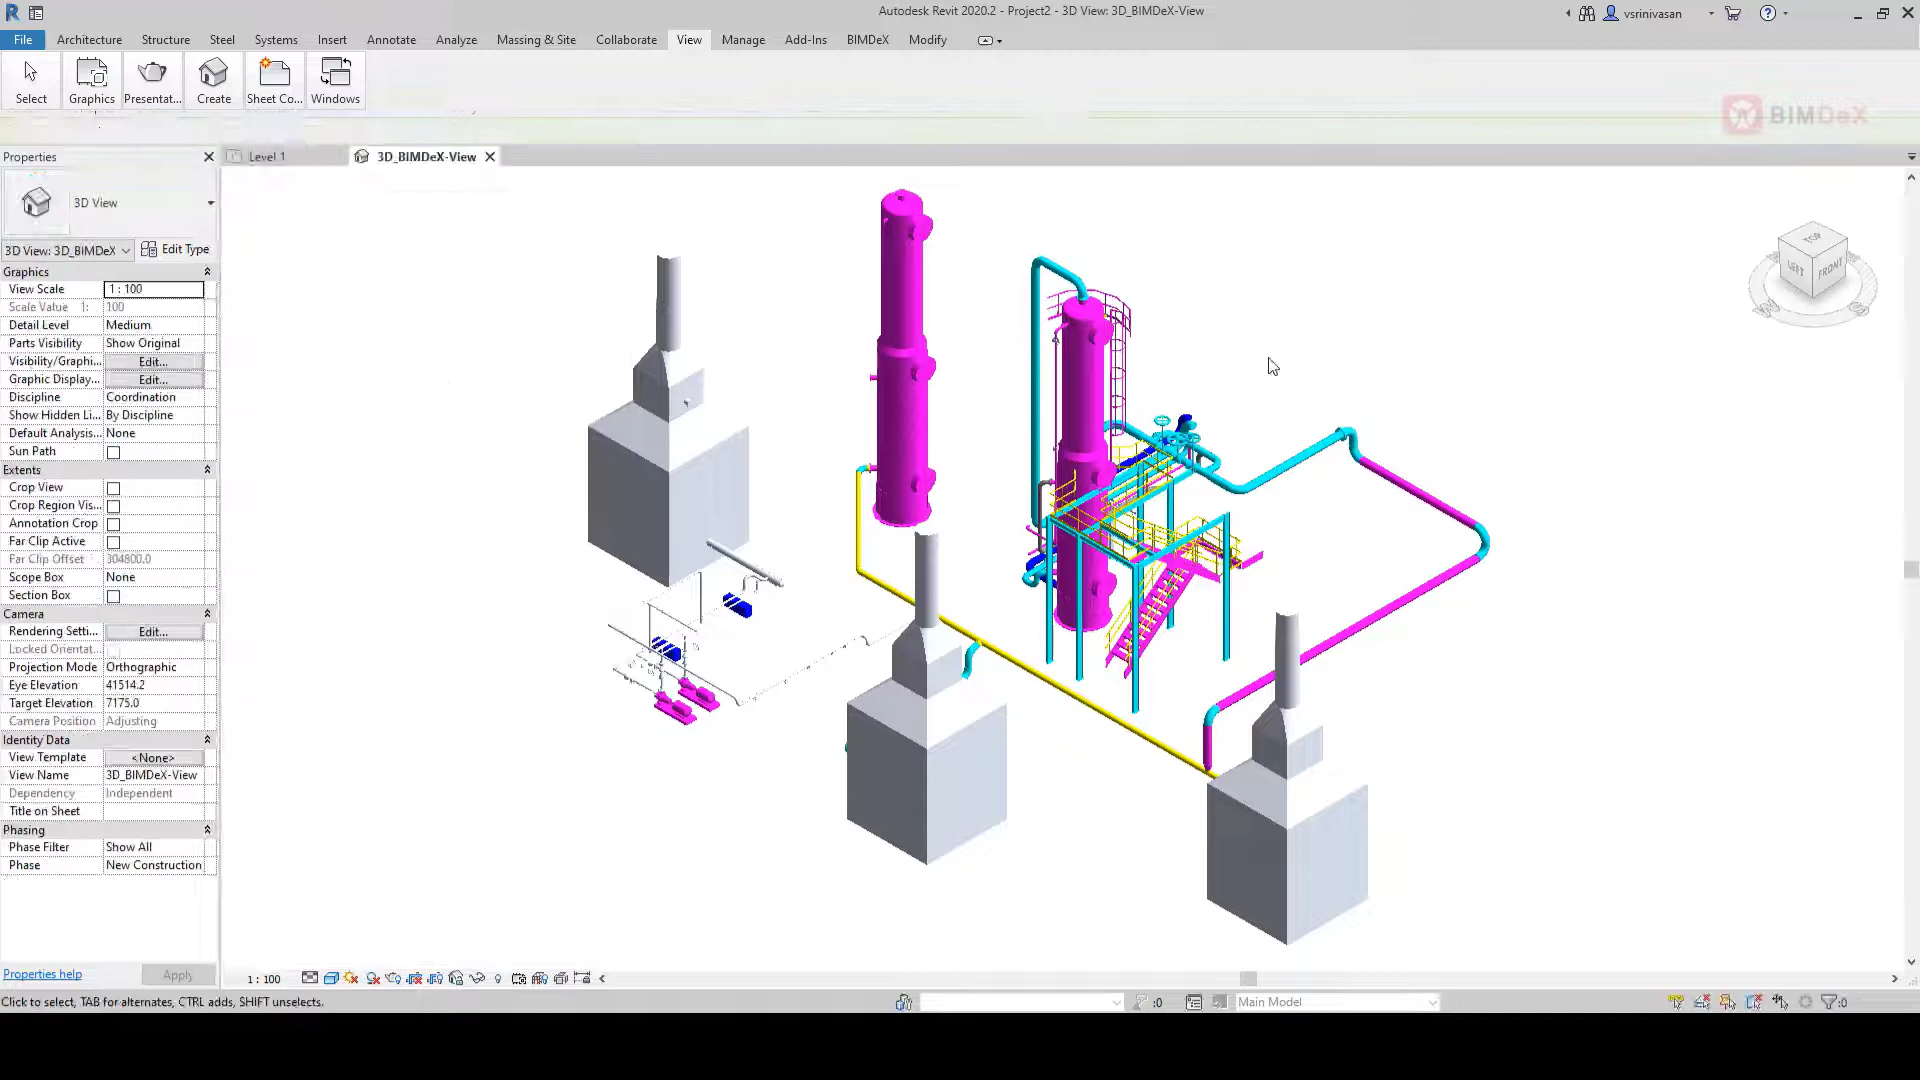 Autodesk Revit 2020.2 - Project2 - 3D View: 3D_BIMDeX-View
vsrinivasan
File Architecture Structure Steel Systems Insert Annotate Analyze Massing & Site Collaborate View Manage Add-Ins BIMDeX Modify
Select Graphics Presentat... Create Sheet Co... Windows
BIMDeX
Properties
Level 1
3D_BIMDeX-View
3D View
3D View: 3D_BIMDeX
Edit Type
Graphics
View Scale 1 : 100
Scale Value 1: 100
Detail Level Medium
Parts Visibility Show Original
Visibility/Graphi... Edit...
Graphic Display... Edit...
Discipline Coordination
Show Hidden Li... By Discipline
Default Analysis... None
Sun Path
Extents
Crop View
Crop Region Vis...
Annotation Crop
Far Clip Active
Far Clip Offset 304800.0
Scope Box None
Section Box
Camera
Rendering Setti... Edit...
Locked Orientat...
Projection Mode Orthographic
Eye Elevation 41514.2
Target Elevation 7175.0
Camera Position Adjusting
Identity Data
View Template <None>
View Name 3D_BIMDeX-View
Dependency Independent
Title on Sheet
Phasing
Phase Filter Show All
Phase New Construction
TOP
LEFT FRONT
W S
Properties help Apply
1 : 100
Click to select, TAB for alternates, CTRL adds, SHIFT unselects.
:0
Main Model
:0